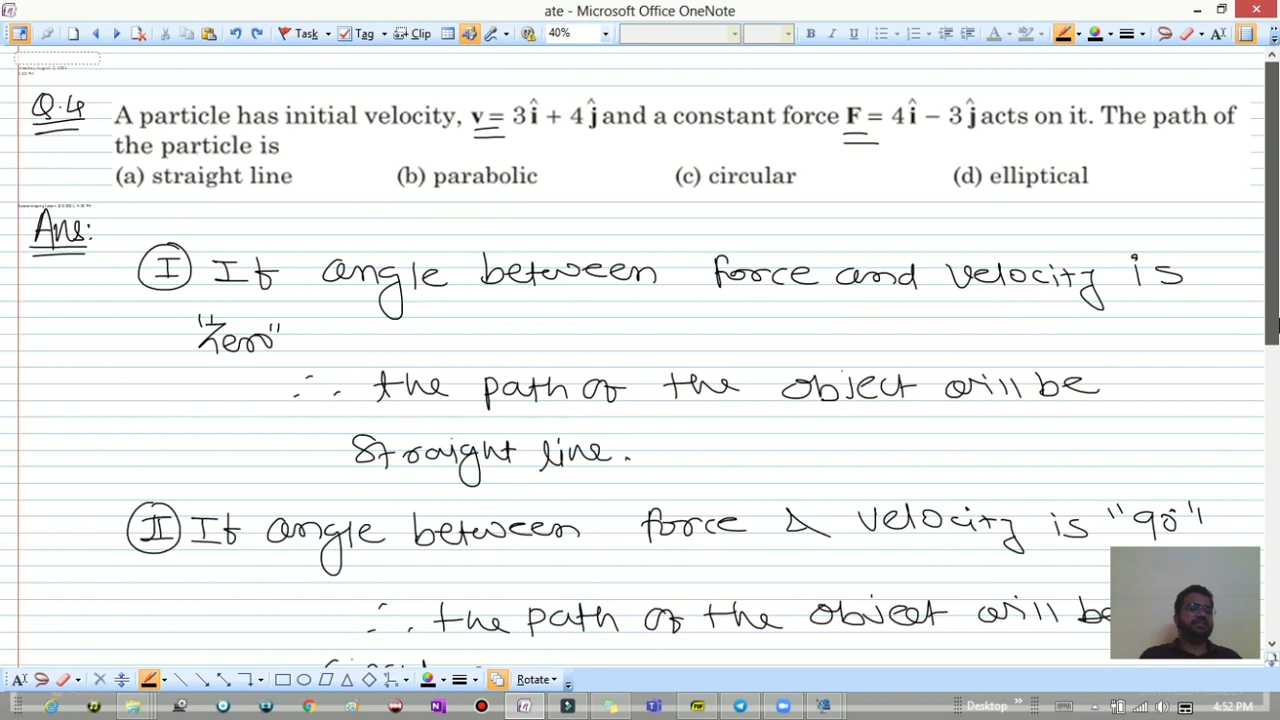 ate - Microsoft Office OneNote
Task
Tag
Clip
40%
B I U
Q.4
A particle has initial velocity, v = 3î + 4ĵ and a constant force F = 4î − 3ĵ acts on it. The path of
the particle is
(a) straight line (b) parabolic (c) circular (d) elliptical
Ans:
I If angle between force and velocity is
"Zero"
∴ the path of the object will be
straight line.
II If angle between force & velocity is "90°"
∴ the path of the object will be
Rotate
Desktop
4:52 PM